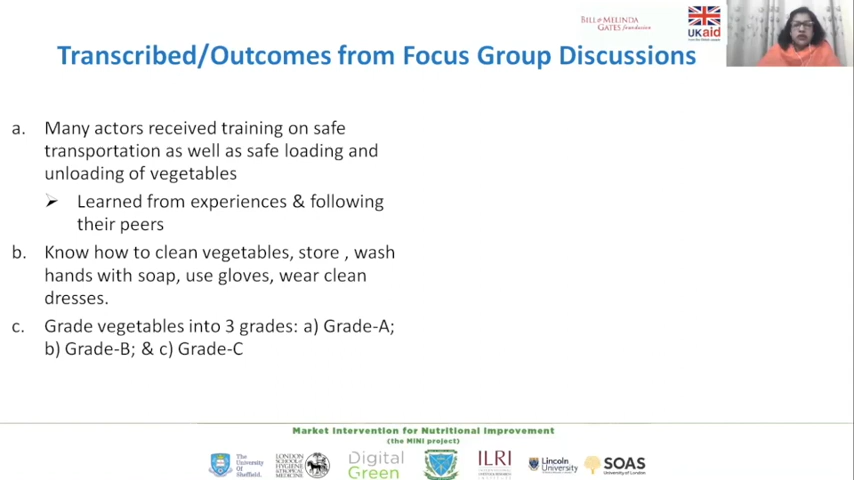 BILL & MELINDA
GATES foundation
UKaid
Transcribed/Outcomes from Focus Group Discussions
a. Many actors received training on safe
transportation as well as safe loading and
unloading of vegetables
➢ Learned from experiences & following
their peers
b. Know how to clean vegetables, store , wash
hands with soap, use gloves, wear clean
dresses.
c. Grade vegetables into 3 grades: a) Grade-A;
b) Grade-B; & c) Grade-C
Market Intervention for Nutritional Improvement
(the MINI project)
The
University
Of
Sheffield.
LONDON
SCHOOL of
HYGIENE
&TROPICAL
MEDICINE
Digital
Green
ILRI
Lincoln
University
SOAS
University of London